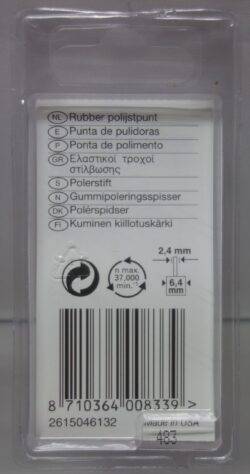 NL Rubber polijstpunt
E Punta de pulidoras
P Ponta de polimento
GR Ελαστικοί τροχοί
στιλβωσης
S Polerstift
N Gummipoleringsspisser
DK Polérspidser
FI Kuminen kiillotuskärki
2,4 mm
n max.
37.000
min.⁻¹
6,4
mm
8 710364 008339 >
2615046132
Made in USA
483